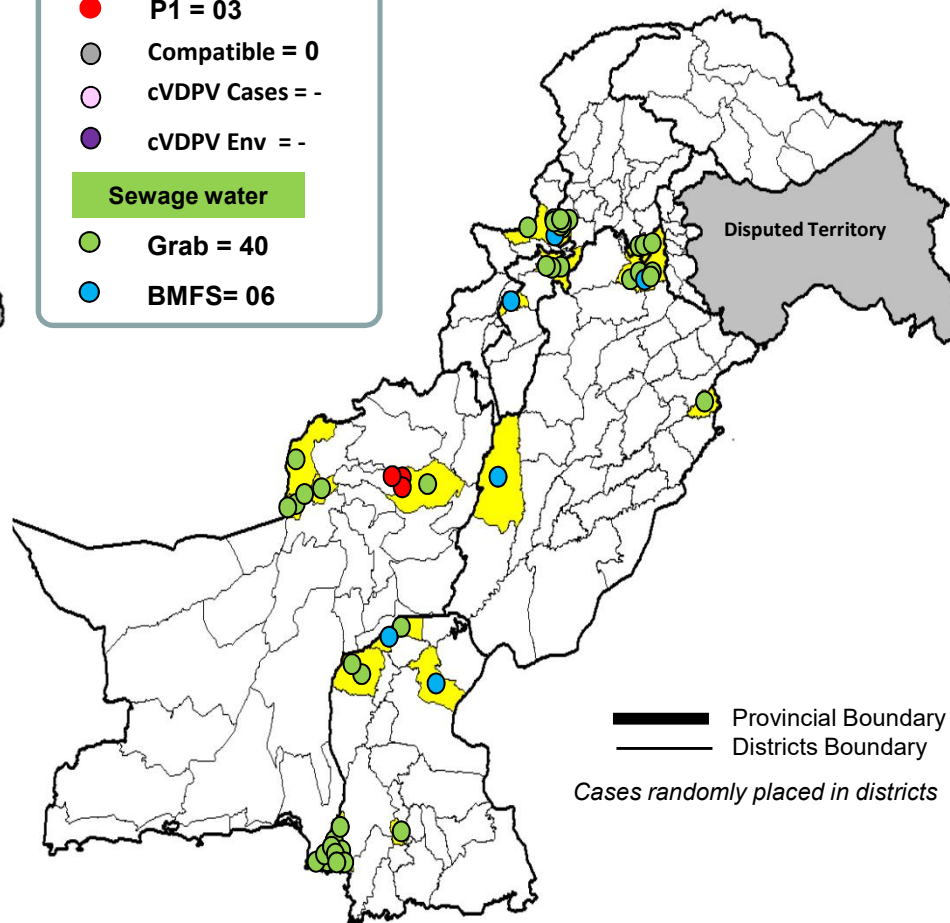 P1 = 03
Compatible = 0
cVDPV Cases = -
cVDPV Env = -
Sewage water
Grab = 40
BMFS= 06
Disputed Territory
Provincial Boundary
Districts Boundary
Cases randomly placed in districts